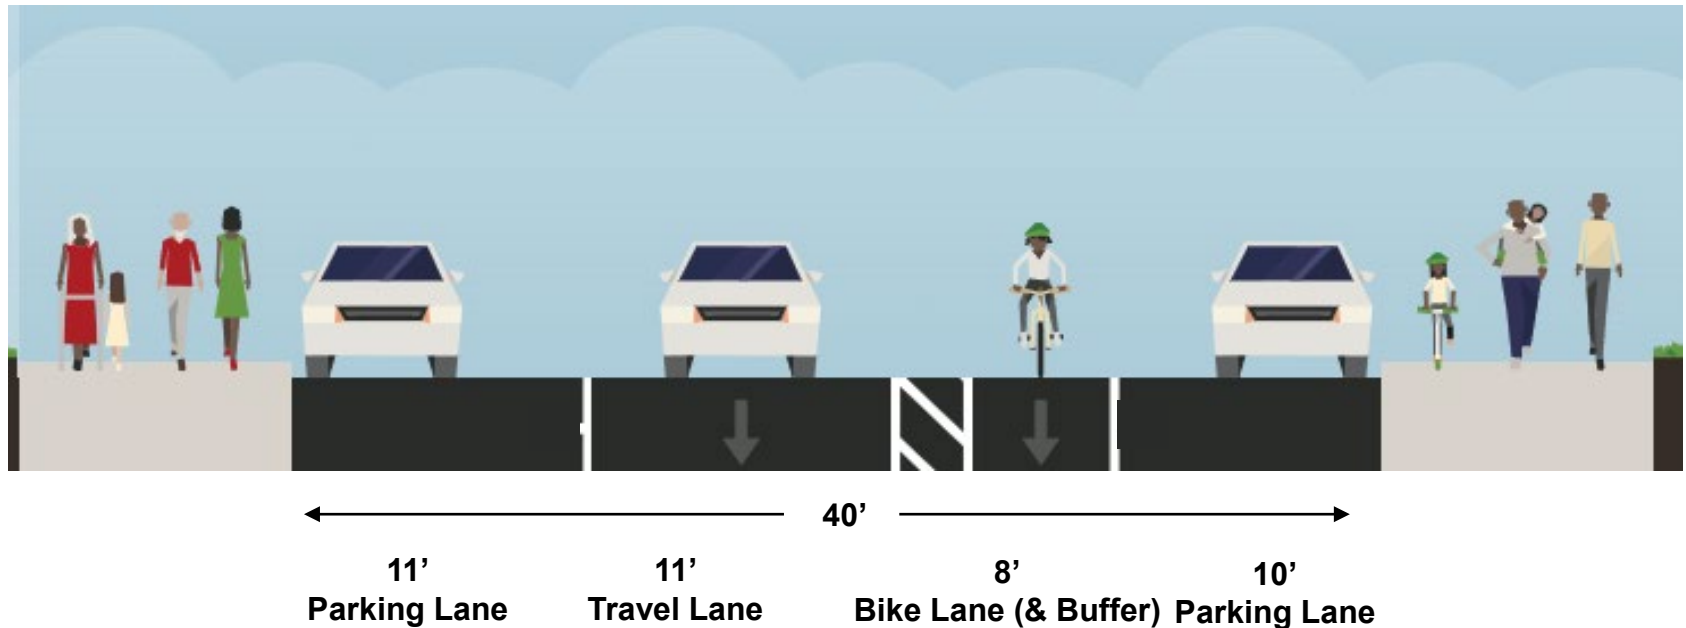 40’
11’
Parking Lane
11’
Travel Lane
8’
Bike Lane (& Buffer)
10’
Parking Lane